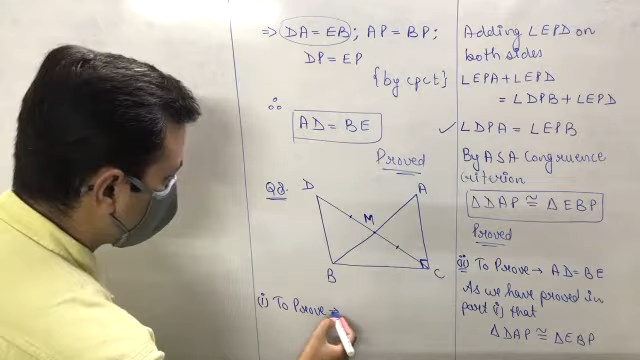 ⇒ DA = EB; AP = BP;
DP = EP
{by cpct}
∴
AD = BE
Proved
Q8.
D
A
M
B
C
(i) To Prove →
Adding ∠EPD on
both sides
∠EPA + ∠EPD
= ∠DPB + ∠EPD
✓ ∠DPA = ∠EPB
By ASA Congruence
criterion
△DAP ≅ △EBP
Proved
(ii) To Prove → AD = BE
As we have proved in
part i) that
△DAP ≅ △EBP